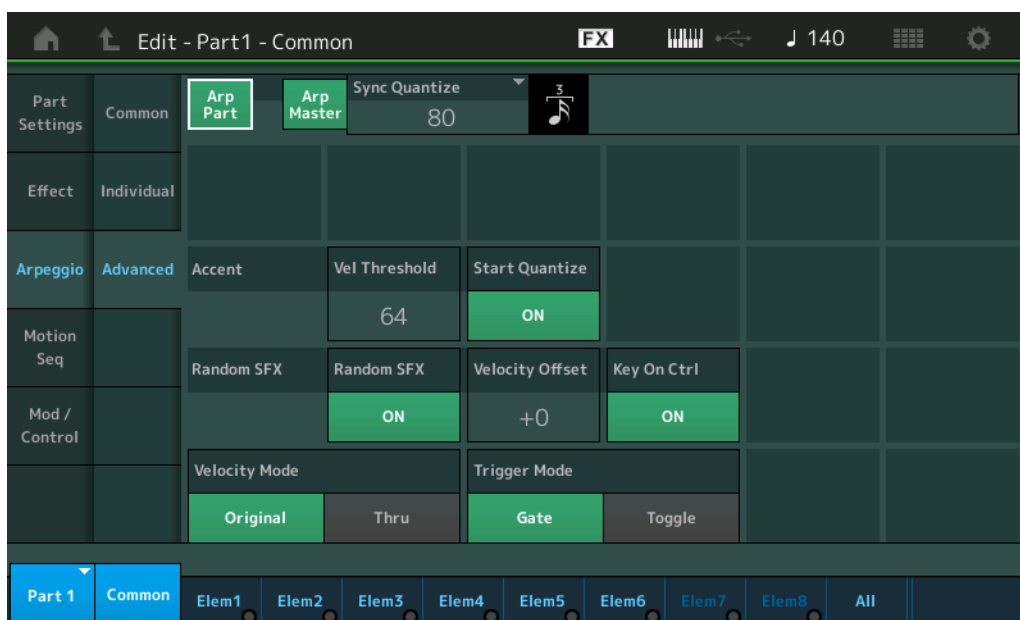 Edit - Part1 - Common FX 140
Part Settings
Common
Arp Part
Arp Master
Sync Quantize
80
3
Effect
Individual
Arpeggio
Advanced
Accent
Vel Threshold
64
Start Quantize
ON
Motion Seq
Random SFX
Random SFX
ON
Velocity Offset
+0
Key On Ctrl
ON
Mod / Control
Velocity Mode
Original
Thru
Trigger Mode
Gate
Toggle
Part 1
Common
Elem1
Elem2
Elem3
Elem4
Elem5
Elem6
Elem7
Elem8
All